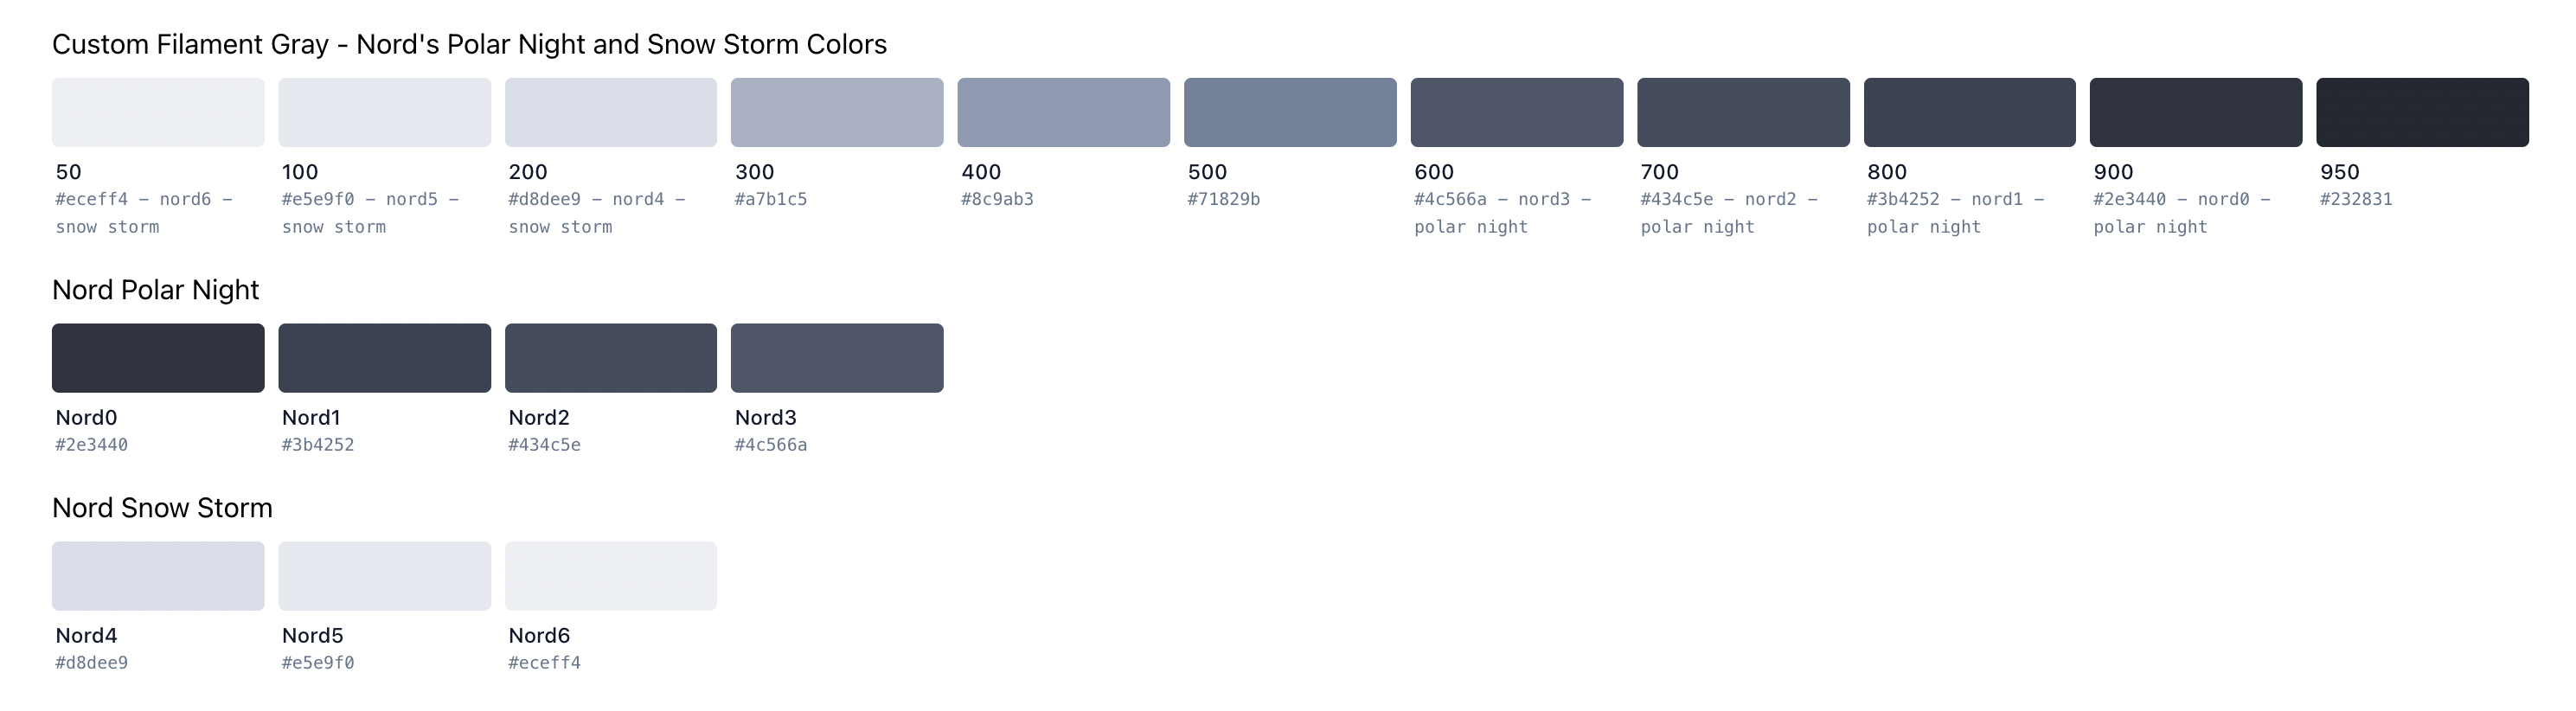 Custom Filament Gray - Nord's Polar Night and Snow Storm Colors
50 100 200 300 400 500 600 700 800 900 950
#eceff4 – nord6 – #e5e9f0 – nord5 – #d8dee9 – nord4 – #a7b1c5 #8c9ab3 #71829b #4c566a – nord3 – #434c5e – nord2 – #3b4252 – nord1 – #2e3440 – nord0 – #232831
snow storm snow storm snow storm polar night polar night polar night polar night
Nord Polar Night
Nord0 Nord1 Nord2 Nord3
#2e3440 #3b4252 #434c5e #4c566a
Nord Snow Storm
Nord4 Nord5 Nord6
#d8dee9 #e5e9f0 #eceff4